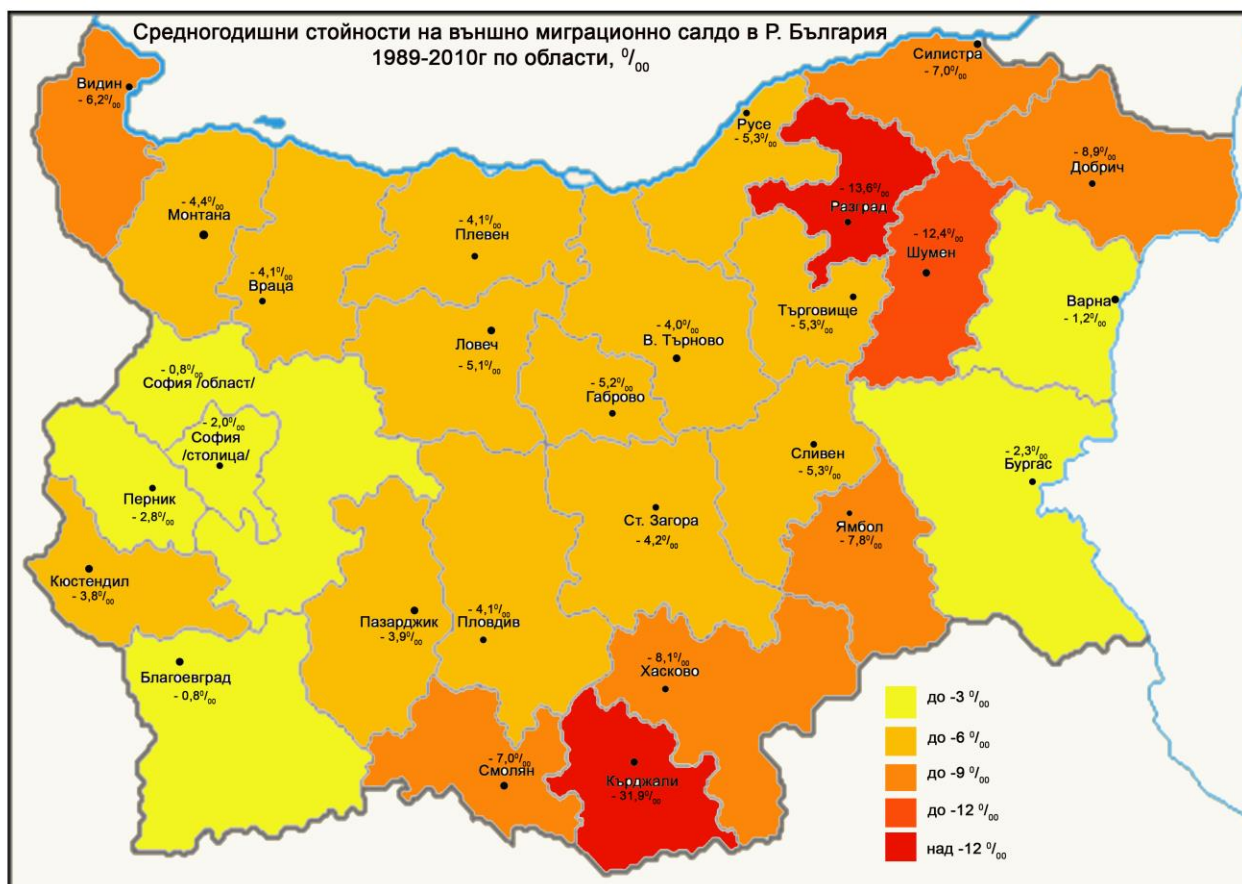 Средногодишни стойности на външно миграционно салдо в Р. България
1989-2010г по области, ⁰/₀₀
Силистра
- 7,0⁰/₀₀
Видин
- 6,2⁰/₀₀
Русе
- 5,3⁰/₀₀
- 8,9⁰/₀₀
Добрич
- 13,6⁰/₀₀
Разград
- 4,4⁰/₀₀
Монтана
- 4,1⁰/₀₀
Плевен
- 12,4⁰/₀₀
Шумен
- 4,1⁰/₀₀
Враца
Търговище
- 5,3⁰/₀₀
Варна
- 1,2⁰/₀₀
Ловеч
- 5,1⁰/₀₀
- 4,0⁰/₀₀
В. Търново
- 0,8⁰/₀₀
София /област/
- 5,2⁰/₀₀
Габрово
- 2,0⁰/₀₀
София
/столица/
Сливен
- 5,3⁰/₀₀
- 2,3⁰/₀₀
Бургас
Перник
- 2,8⁰/₀₀
Ст. Загора
- 4,2⁰/₀₀
Ямбол
- 7,8⁰/₀₀
Кюстендил
- 3,8⁰/₀₀
Пазарджик
- 3,9⁰/₀₀
- 4,1⁰/₀₀
Пловдив
- 8,1⁰/₀₀
Хасково
Благоевград
- 0,8⁰/₀₀
- 7,0⁰/₀₀
Смолян
Кърджали
- 31,9⁰/₀₀
до -3 ⁰/₀₀
до -6 ⁰/₀₀
до -9 ⁰/₀₀
до -12 ⁰/₀₀
над -12 ⁰/₀₀